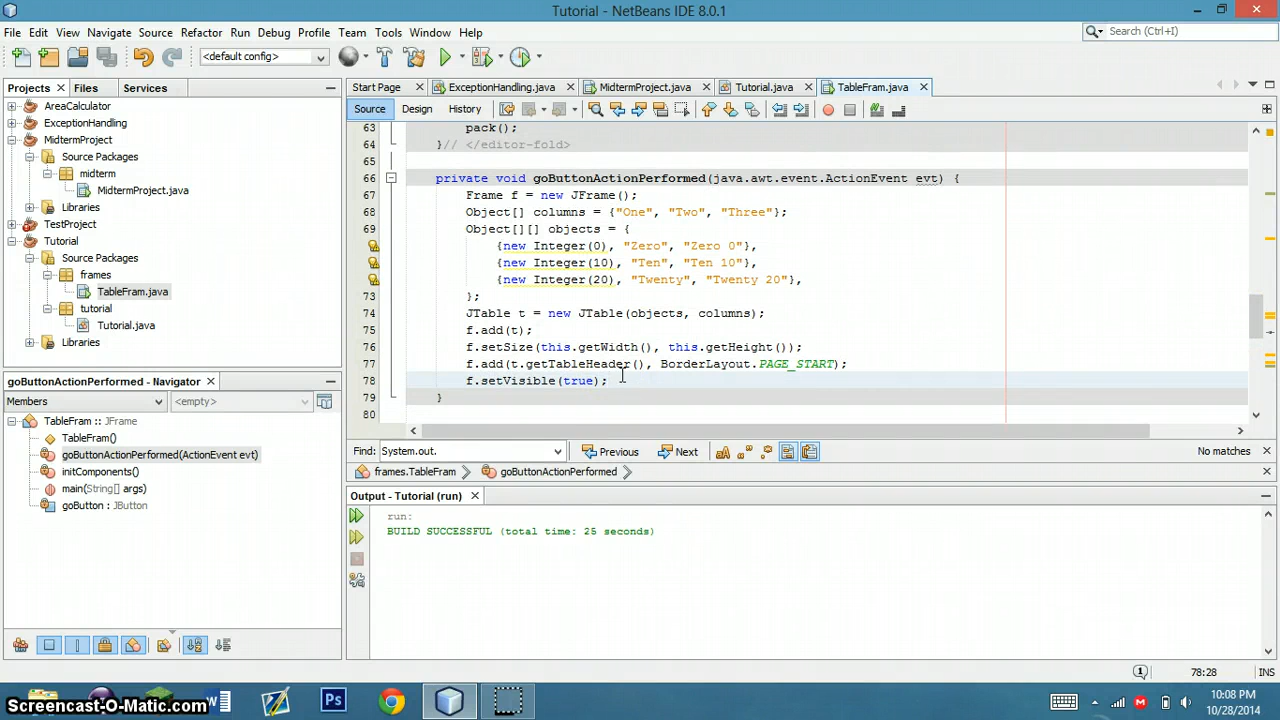 Tutorial - NetBeans IDE 8.0.1
File Edit View Navigate Source Refactor Run Debug Profile Team Tools Window Help
Search (Ctrl+I)
<default config>
Projects Files Services
Start Page ExceptionHandling.java MidtermProject.java Tutorial.java TableFram.java
Source Design History
AreaCalculator
ExceptionHandling
MidtermProject
Source Packages
midterm
MidtermProject.java
Libraries
TestProject
Tutorial
Source Packages
frames
TableFram.java
tutorial
Tutorial.java
Libraries
63 pack();
64 }// </editor-fold>
65
66 private void goButtonActionPerformed(java.awt.event.ActionEvent evt) {
67 Frame f = new JFrame();
68 Object[] columns = {"One", "Two", "Three"};
69 Object[][] objects = {
{new Integer(0), "Zero", "Zero 0"},
{new Integer(10), "Ten", "Ten 10"},
{new Integer(20), "Twenty", "Twenty 20"},
73 };
74 JTable t = new JTable(objects, columns);
75 f.add(t);
76 f.setSize(this.getWidth(), this.getHeight());
77 f.add(t.getTableHeader(), BorderLayout.PAGE_START);
78 f.setVisible(true);
79 }
80
goButtonActionPerformed - Navigator
Members <empty>
TableFram :: JFrame
TableFram()
goButtonActionPerformed(ActionEvent evt)
initComponents()
main(String[] args)
goButton : JButton
Find: System.out. Previous Next No matches
frames.TableFram goButtonActionPerformed
Output - Tutorial (run)
run:
BUILD SUCCESSFUL (total time: 25 seconds)
78:28 INS
Screencast-O-Matic.com
Ps
10:08 PM
10/28/2014